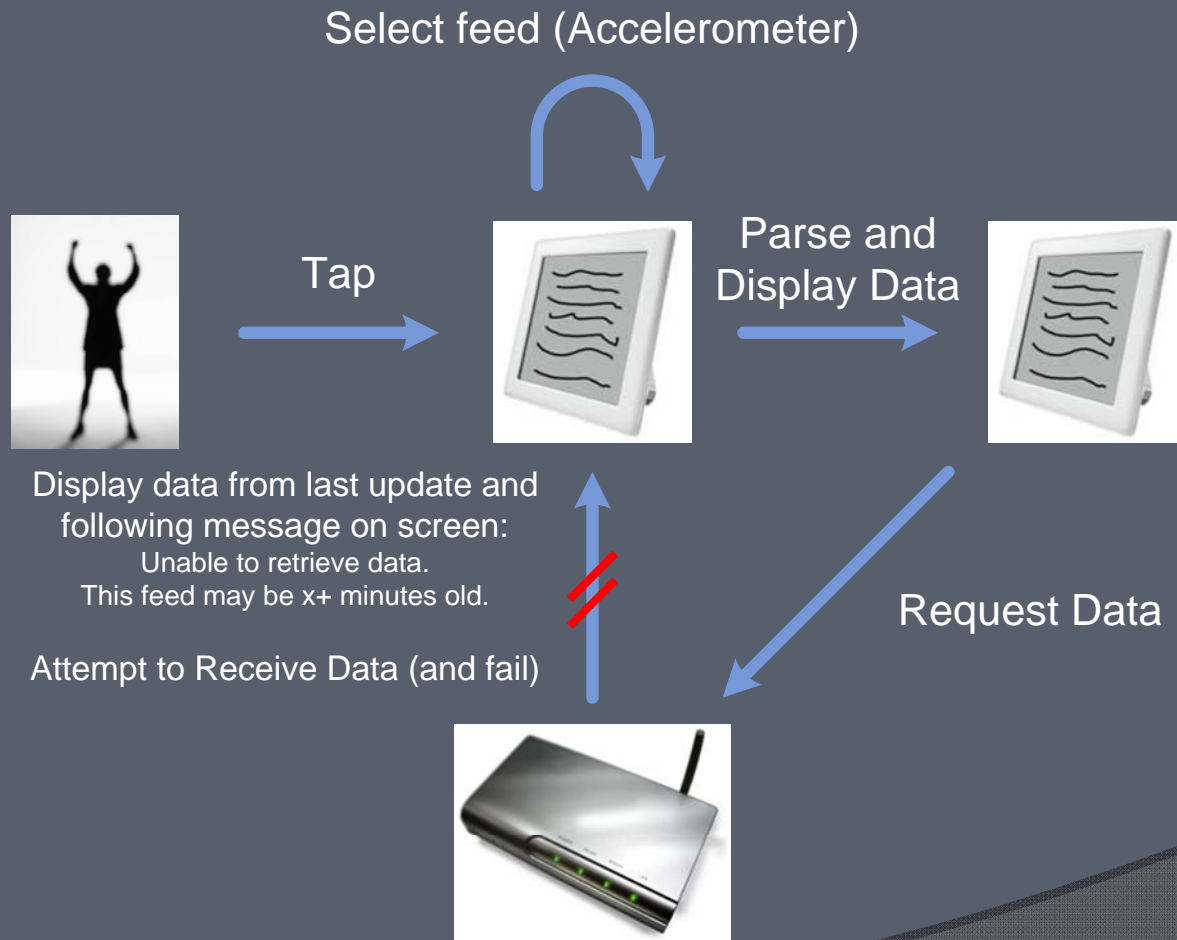 Select feed (Accelerometer)
Tap
Parse and
Display Data
Display data from last update and
following message on screen:
Unable to retrieve data.
This feed may be x+ minutes old.
Request Data
Attempt to Receive Data (and fail)